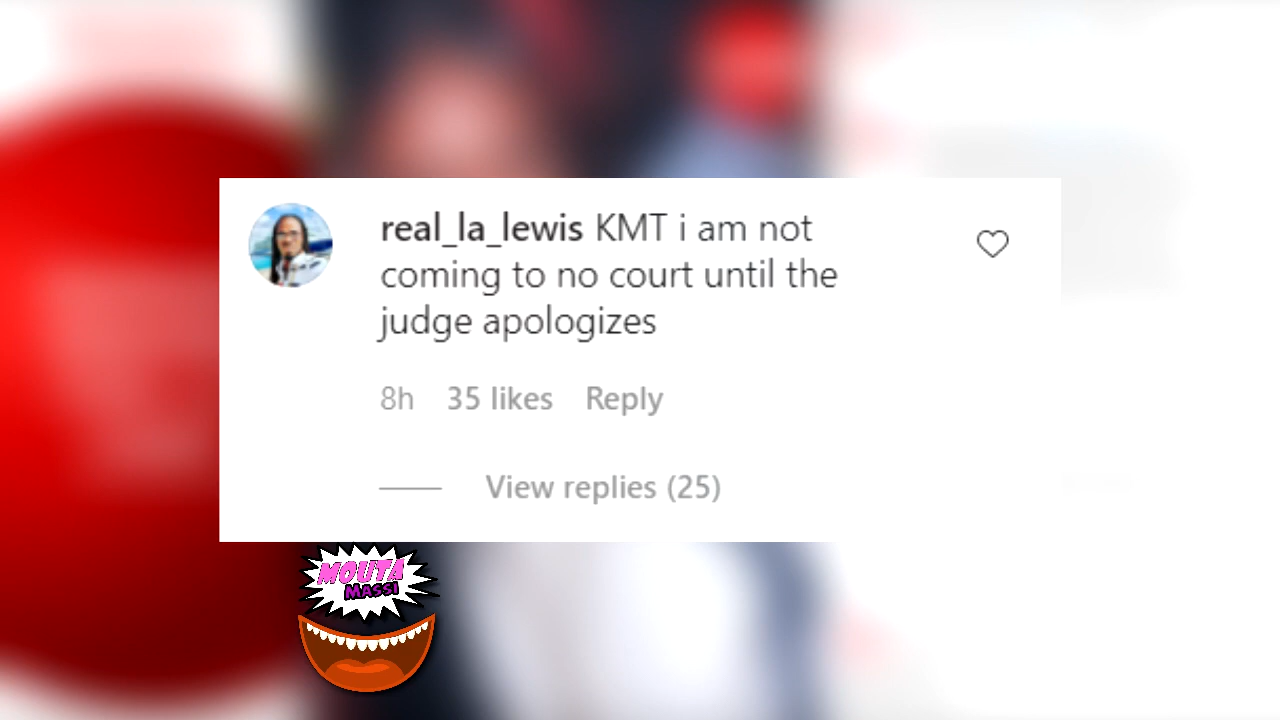 real_la_lewis KMT i am not
coming to no court until the
judge apologizes
8h 35 likes Reply
View replies (25)
MOUTA
MASSI